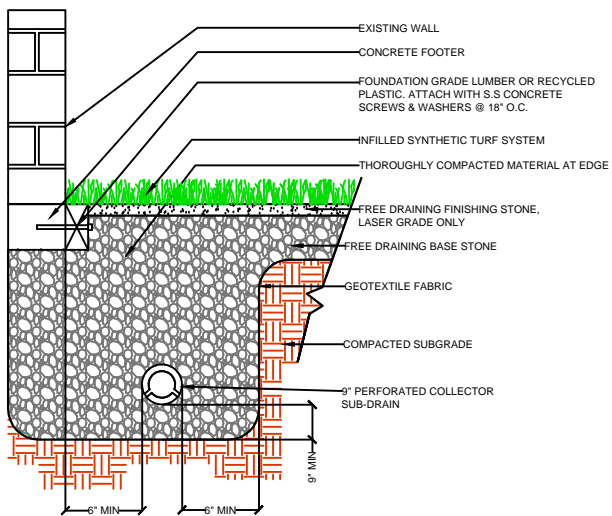 EXISTING WALL
CONCRETE FOOTER
FOUNDATION GRADE LUMBER OR RECYCLED
PLASTIC. ATTACH WITH S.S CONCRETE
SCREWS & WASHERS @ 18" O.C.
INFILLED SYNTHETIC TURF SYSTEM
THOROUGHLY COMPACTED MATERIAL AT EDGE
FREE DRAINING FINISHING STONE,
LASER GRADE ONLY
FREE DRAINING BASE STONE
GEOTEXTILE FABRIC
COMPACTED SUBGRADE
9" PERFORATED COLLECTOR
SUB-DRAIN
9" MIN
6" MIN
6" MIN